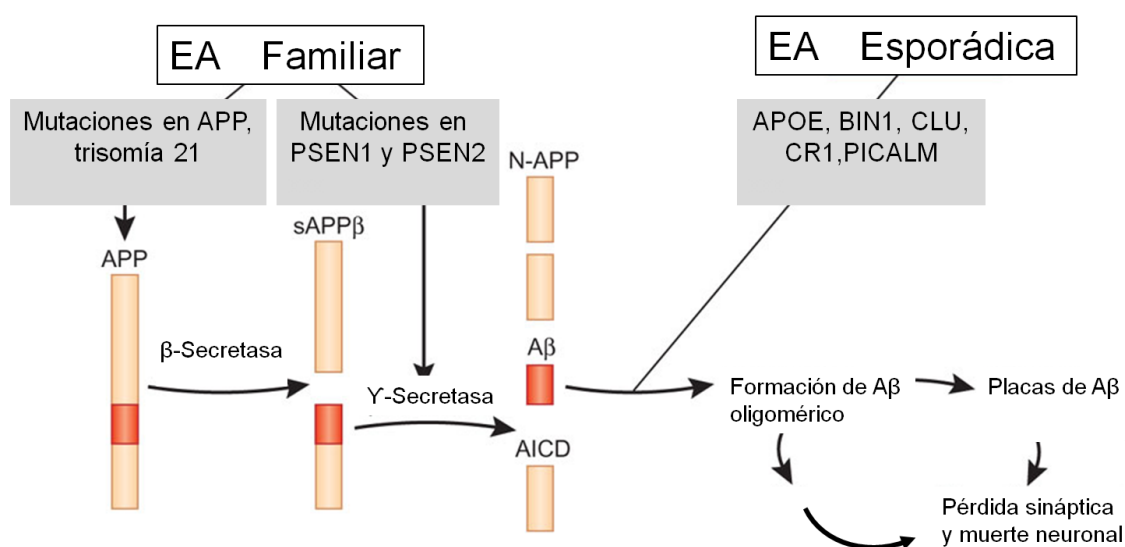 EA Familiar
EA Esporádica
Mutaciones en APP,
trisomía 21
Mutaciones en
PSEN1 y PSEN2
APOE, BIN1, CLU,
CR1,PICALM
N-APP
sAPPβ
APP
β-Secretasa
Aβ
ϒ-Secretasa
Formación de Aβ
oligomérico
Placas de Aβ
AICD
Pérdida sináptica
y muerte neuronal